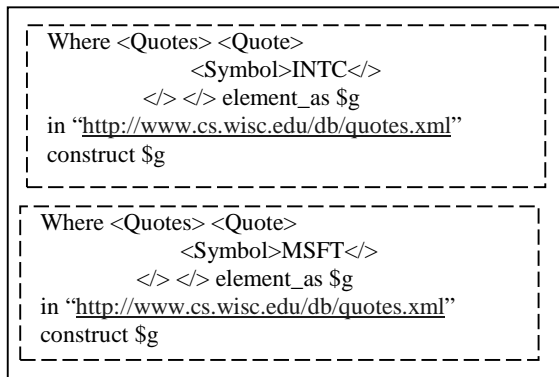 Where <Quotes> <Quote>
<Symbol>INTC</>
</> </> element_as $g
in “http://www.cs.wisc.edu/db/quotes.xml”
construct $g
Where <Quotes> <Quote>
<Symbol>MSFT</>
</> </> element_as $g
in “http://www.cs.wisc.edu/db/quotes.xml”
construct $g